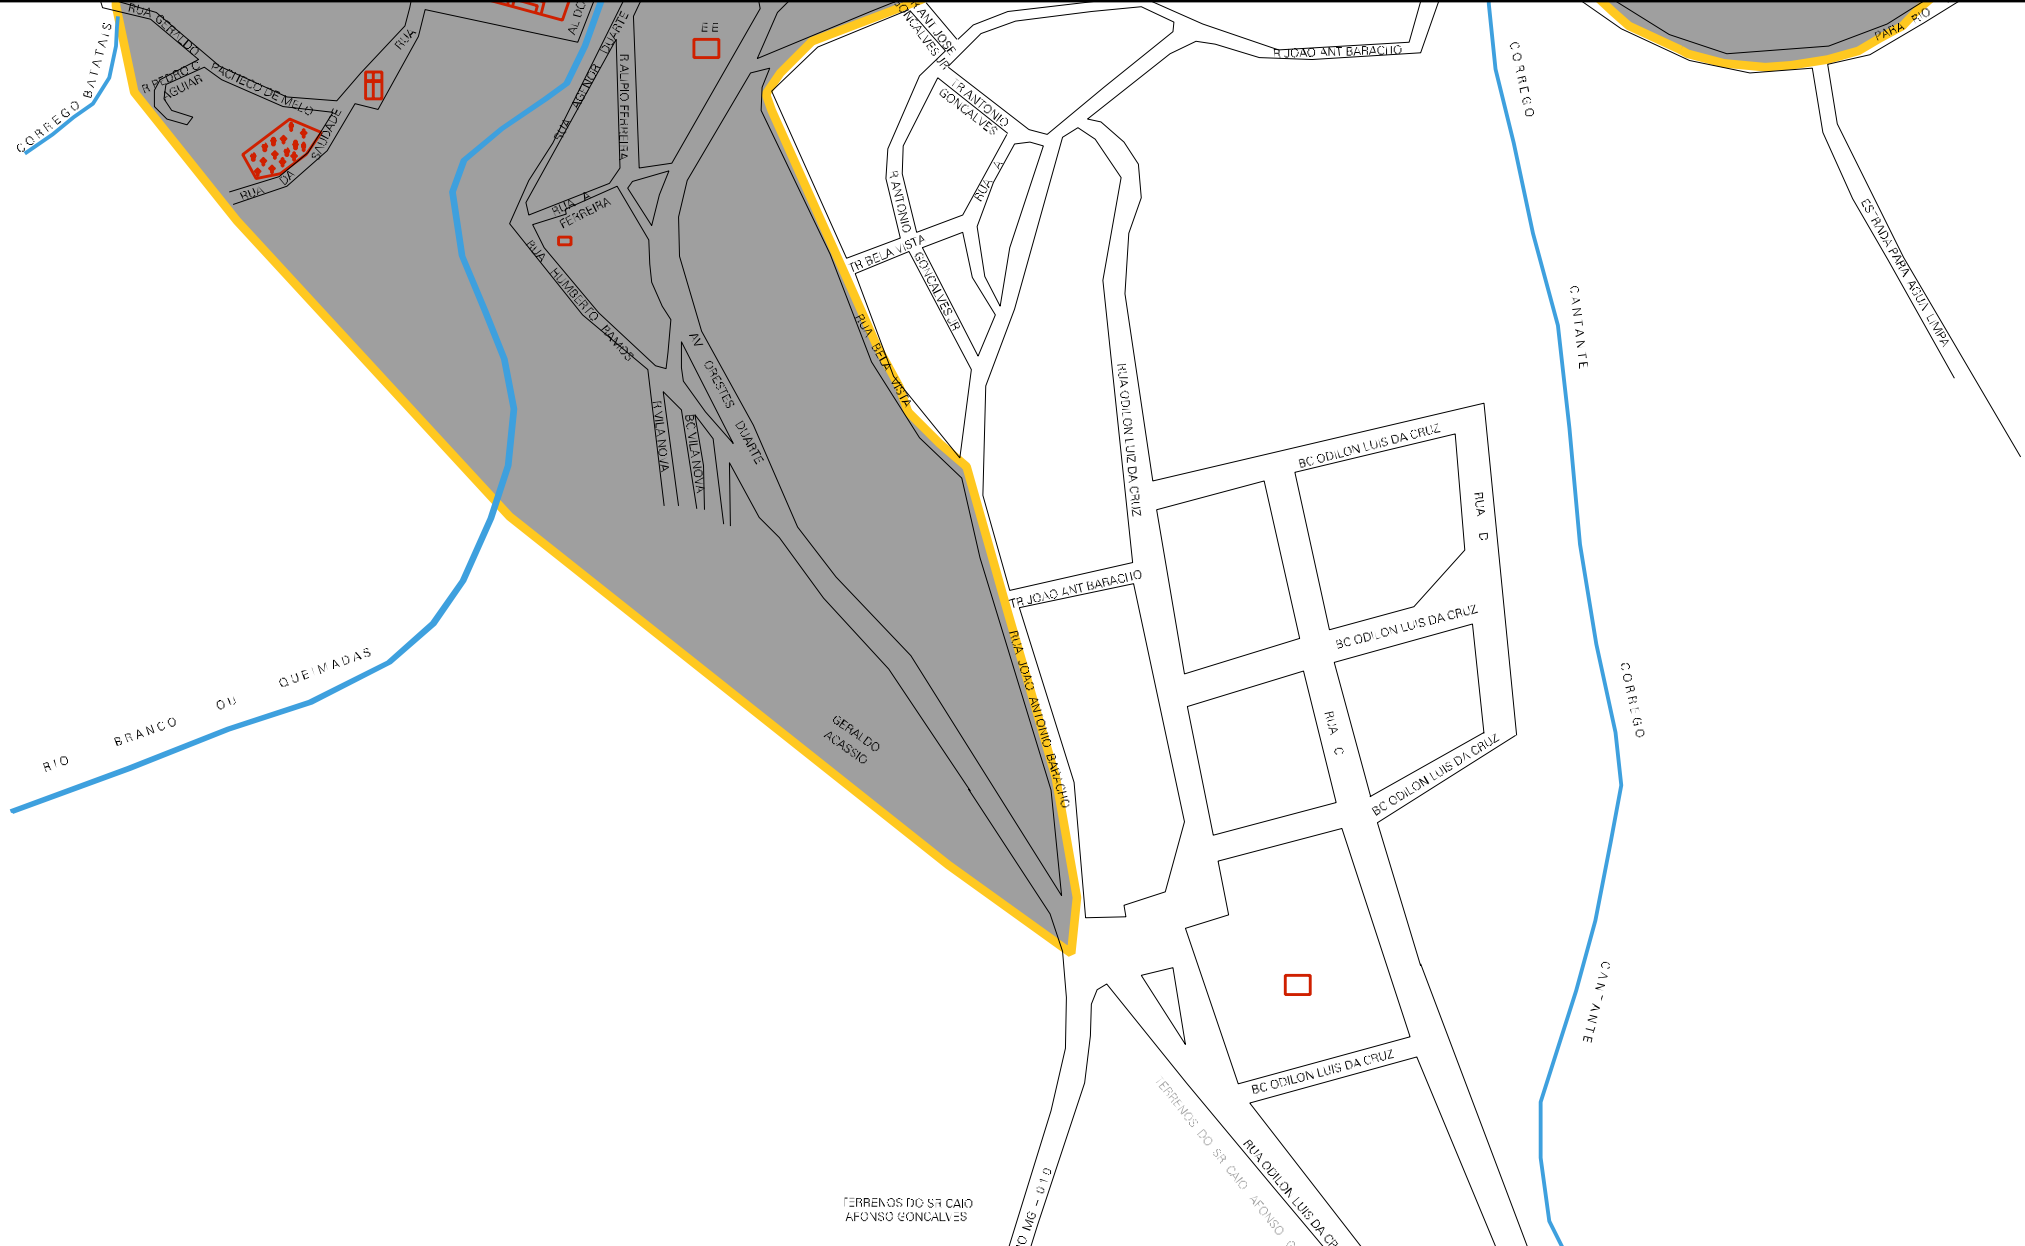 RUA GERALDO
PACHECO DE MELO
R PEDRO C
AGUIAR
CORREGO BATATAIS
RUA
RUA DA SAUDADE
RUA AGENOR DUARTE
R ALIPIO FERREIRA
EE
RUA A
FERREIRA
RUA HUMBERTO RAMOS
R VILA NOVA
BC VILA NOVA
AV ORESTES DUARTE
TR ANTONIO
GONCALVES
R ANTONIO
GONCALVES JR
RUA A
TR BELA VISTA
RUA BELA VISTA
R JOAO ANT BARACHO
CORREGO
CANTANTE
PARA RIO
ESTRADA PARA AGUA LIMPA
RUA ODILON LUIZ DA CRUZ
BC ODILON LUIS DA CRUZ
RUA D
TR JOAO ANT BARACHO
BC ODILON LUIS DA CRUZ
RUA JOAO ANTONIO BARACHO
RUA C
BC ODILON LUIS DA CRUZ
CORREGO
CANTANTE
RIO BRANCO OU QUEIMADAS
GERALDO
ACASSIO
BC ODILON LUIS DA CRUZ
TERRENOS DO SR CAIO AFONSO
RUA ODILON LUIS DA CR
MG - 010
TERRENOS DO SR CAIO
AFONSO GONCALVES